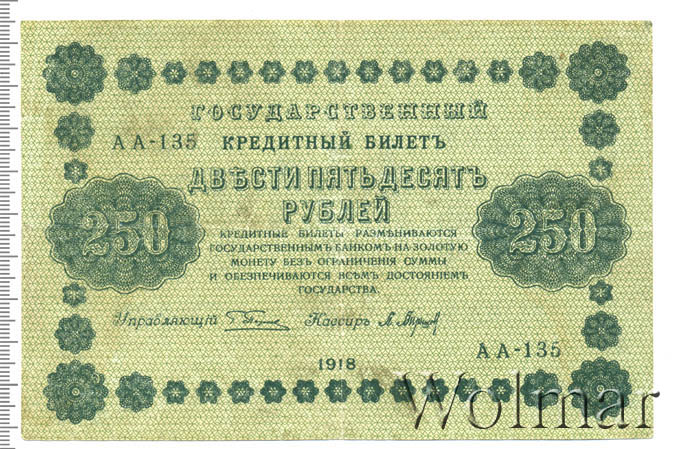 ГОСУДАРСТВЕННЫЙ
АА-135 КРЕДИТНЫЙ БИЛЕТЪ
ДВѢСТИ ПЯТЬДЕСЯТЪ
РУБЛЕЙ
250 250
КРЕДИТНЫЕ БИЛЕТЫ РАЗМѢНИВАЮТСЯ
ГОСУДАРСТВЕННЫМЪ БАНКОМЪ НА ЗОЛОТУЮ
МОНЕТУ БЕЗЪ ОГРАНИЧЕНІЯ СУММЫ
И ОБЕЗПЕЧИВАЮТСЯ ВСѢМЪ ДОСТОЯНІЕМЪ
ГОСУДАРСТВА.
Управляющій Кассиръ
АА-135
1918
Wolmar